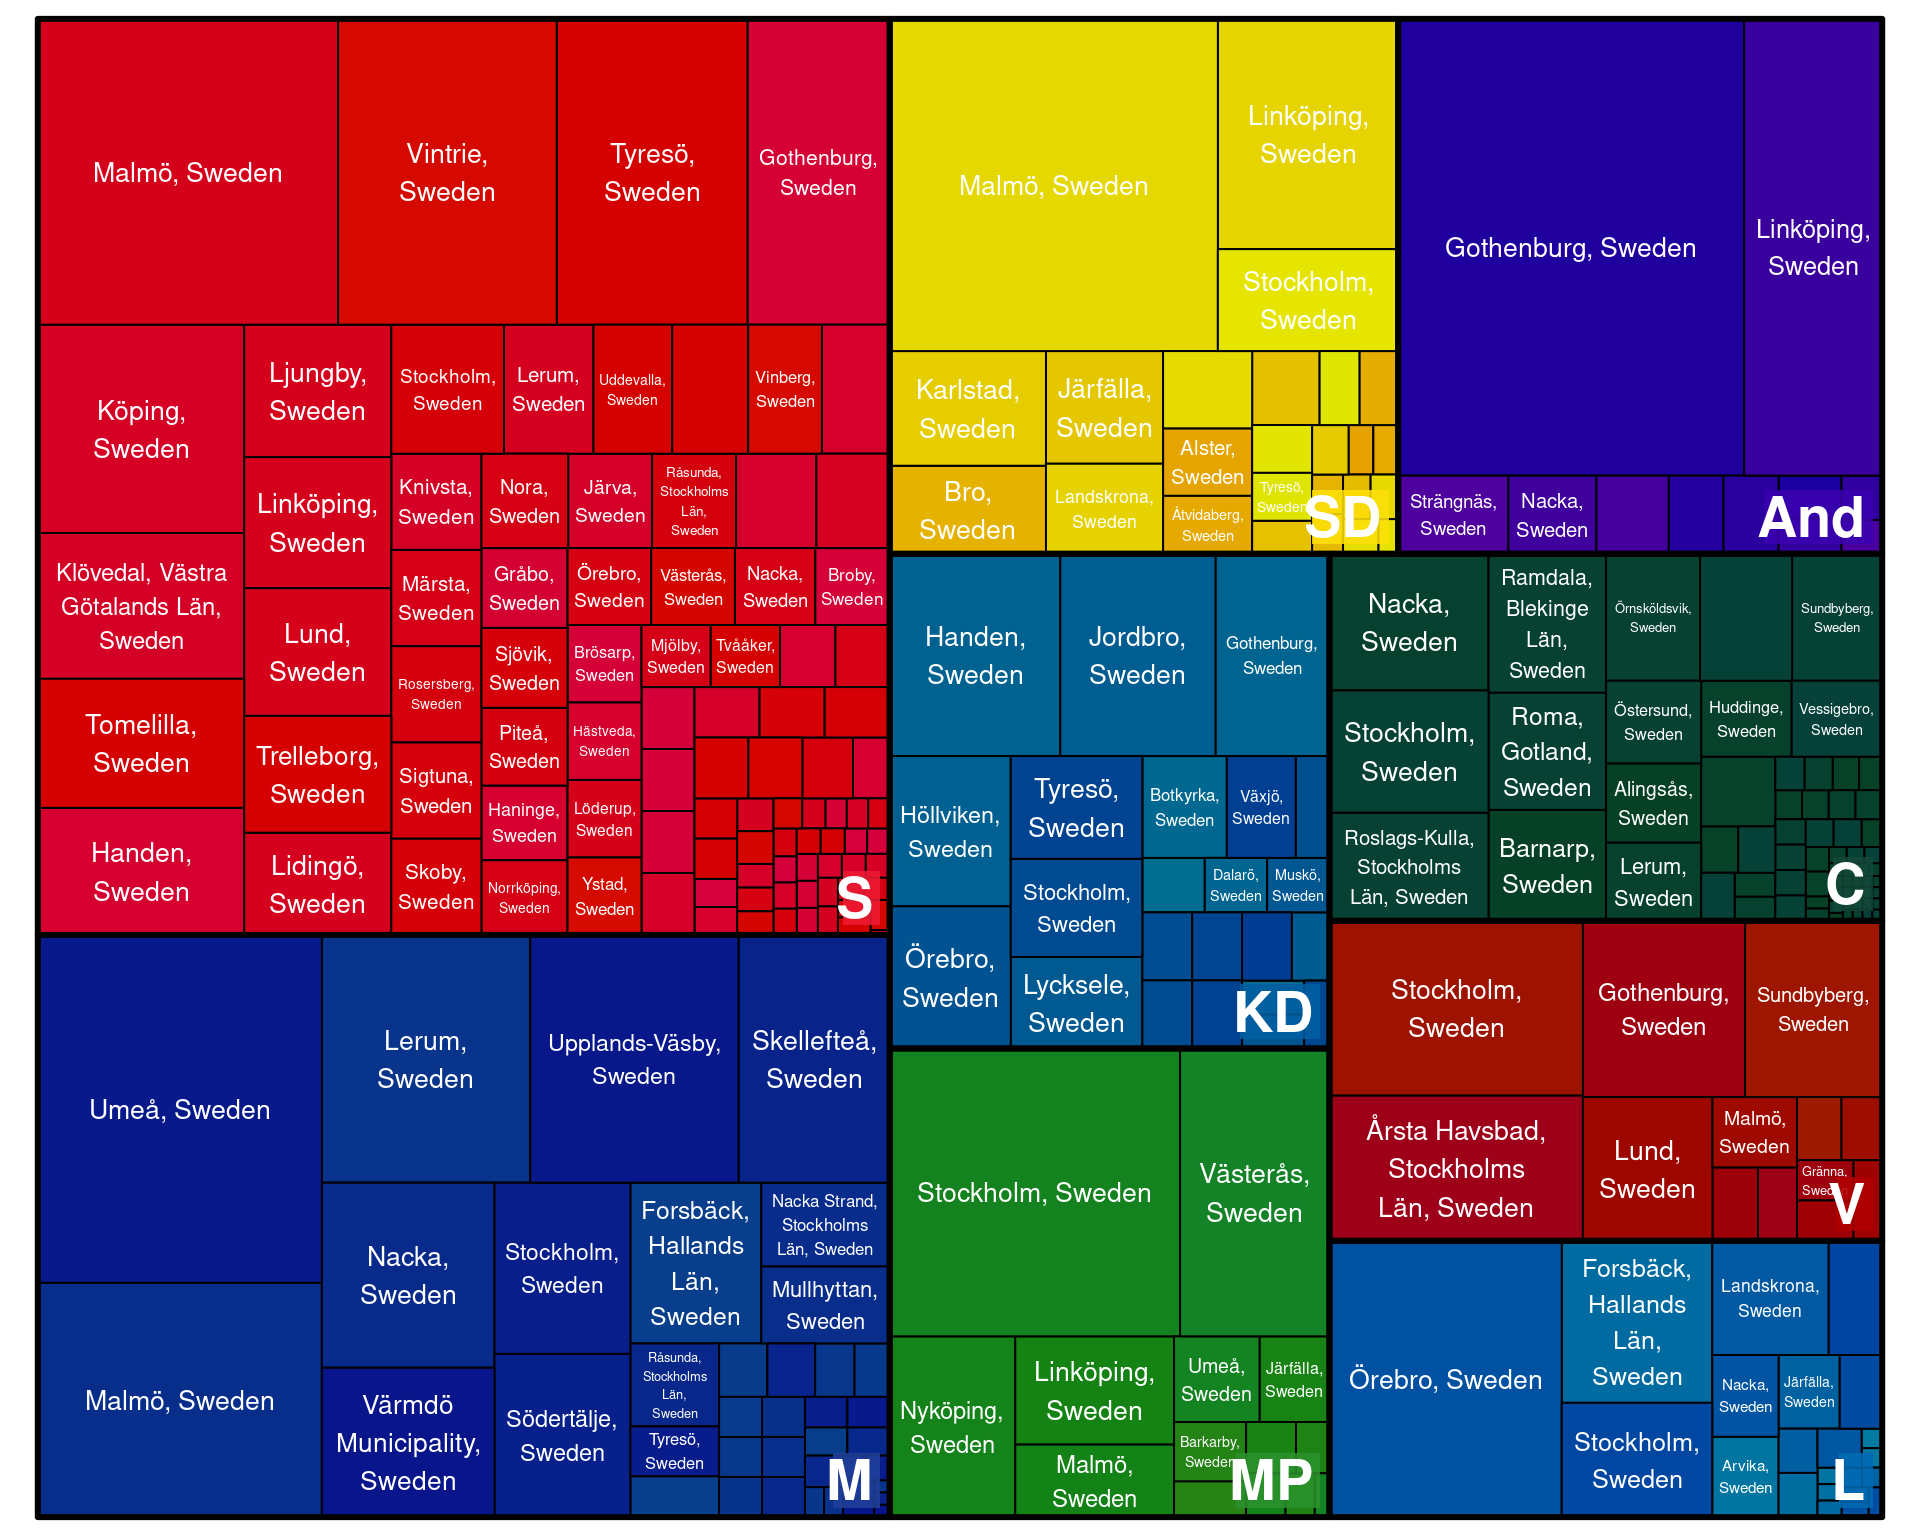 Malmö, Sweden
Vintrie,
Sweden
Tyresö,
Sweden
Gothenburg,
Sweden
Köping,
Sweden
Klövedal, Västra
Götalands Län,
Sweden
Tomelilla,
Sweden
Handen,
Sweden
Ljungby,
Sweden
Linköping,
Sweden
Lund,
Sweden
Trelleborg,
Sweden
Lidingö,
Sweden
Stockholm,
Sweden
Lerum,
Sweden
Uddevalla,
Sweden
Vinberg,
Sweden
Knivsta,
Sweden
Märsta,
Sweden
Rosersberg,
Sweden
Sigtuna,
Sweden
Skoby,
Sweden
Nora,
Sweden
Järva,
Sweden
Råsunda,
Stockholms
Län,
Sweden
Gråbo,
Sweden
Sjövik,
Sweden
Piteå,
Sweden
Haninge,
Sweden
Norrköping,
Sweden
Örebro,
Sweden
Västerås,
Sweden
Nacka,
Sweden
Broby,
Sweden
Brösarp,
Sweden
Hästveda,
Sweden
Löderup,
Sweden
Ystad,
Sweden
Mjölby,
Sweden
Tvååker,
Sweden
S
Malmö, Sweden
Linköping,
Sweden
Stockholm,
Sweden
Karlstad,
Sweden
Bro,
Sweden
Järfälla,
Sweden
Landskrona,
Sweden
Alster,
Sweden
Åtvidaberg,
Sweden
Tyresö,
Sweden
SD
Gothenburg, Sweden
Linköping,
Sweden
Strängnäs,
Sweden
Nacka,
Sweden
And
Umeå, Sweden
Malmö, Sweden
Lerum,
Sweden
Upplands-Väsby,
Sweden
Skellefteå,
Sweden
Nacka,
Sweden
Värmdö
Municipality,
Sweden
Stockholm,
Sweden
Södertälje,
Sweden
Forsbäck,
Hallands
Län,
Sweden
Nacka Strand,
Stockholms
Län, Sweden
Mullhyttan,
Sweden
Råsunda,
Stockholms
Län,
Sweden
Tyresö,
Sweden
M
Handen,
Sweden
Jordbro,
Sweden
Gothenburg,
Sweden
Höllviken,
Sweden
Örebro,
Sweden
Tyresö,
Sweden
Stockholm,
Sweden
Lycksele,
Sweden
Botkyrka,
Sweden
Växjö,
Sweden
Dalarö,
Sweden
Muskö,
Sweden
KD
Nacka,
Sweden
Stockholm,
Sweden
Roslags-Kulla,
Stockholms
Län, Sweden
Ramdala,
Blekinge
Län,
Sweden
Roma,
Gotland,
Sweden
Barnarp,
Sweden
Örnsköldsvik,
Sweden
Sundbyberg,
Sweden
Östersund,
Sweden
Huddinge,
Sweden
Vessigebro,
Sweden
Alingsås,
Sweden
Lerum,
Sweden
C
Stockholm, Sweden
Västerås,
Sweden
Nyköping,
Sweden
Linköping,
Sweden
Malmö,
Sweden
Umeå,
Sweden
Järfälla,
Sweden
Barkarby,
Sweden
MP
Stockholm,
Sweden
Gothenburg,
Sweden
Sundbyberg,
Sweden
Årsta Havsbad,
Stockholms
Län, Sweden
Lund,
Sweden
Malmö,
Sweden
Gränna,
Sweden
V
Örebro, Sweden
Forsbäck,
Hallands
Län,
Sweden
Stockholm,
Sweden
Landskrona,
Sweden
Nacka,
Sweden
Järfälla,
Sweden
Arvika,
Sweden
L